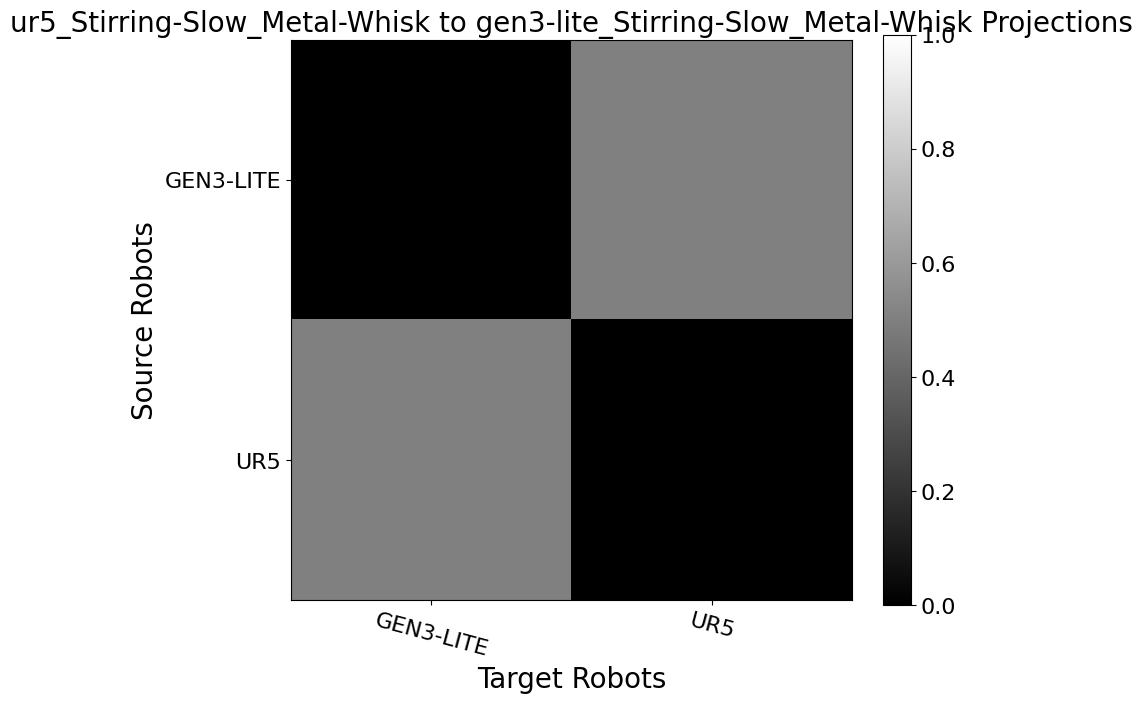 ur5_Stirring-Slow_Metal-Whisk to gen3-lite_Stirring-Slow_Metal-Whisk Projections
1.0
0.8
0.6
0.4
0.2
0.0
Source Robots
GEN3-LITE
UR5
GEN3-LITE
UR5
Target Robots